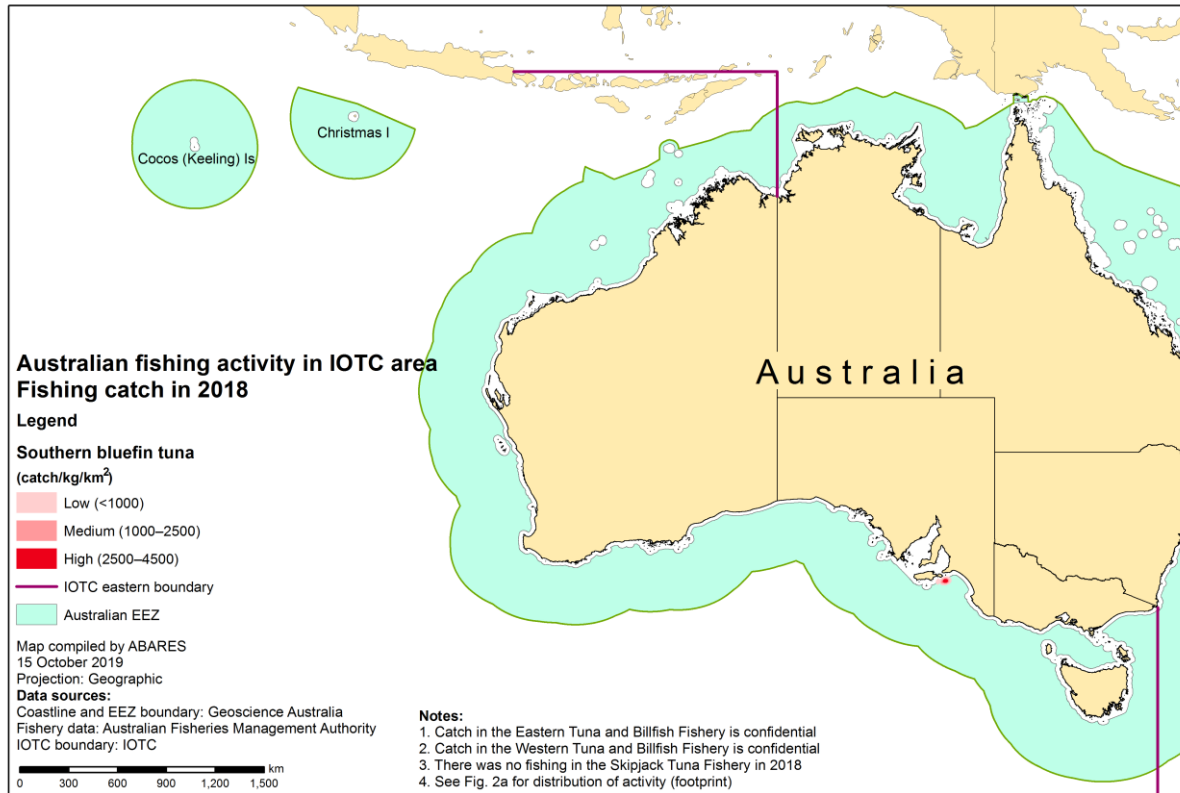 Cocos (Keeling) Is
Christmas I
Australia
Australian fishing activity in IOTC area
Fishing catch in 2018
Legend
Southern bluefin tuna
(catch/kg/km²)
Low (<1000)
Medium (1000–2500)
High (2500–4500)
IOTC eastern boundary
Australian EEZ
Map compiled by ABARES
15 October 2019
Projection: Geographic
Data sources:
Coastline and EEZ boundary: Geoscience Australia
Fishery data: Australian Fisheries Management Authority
IOTC boundary: IOTC
km
0 300 600 900 1,200 1,500
Notes:
1. Catch in the Eastern Tuna and Billfish Fishery is confidential
2. Catch in the Western Tuna and Billfish Fishery is confidential
3. There was no fishing in the Skipjack Tuna Fishery in 2018
4. See Fig. 2a for distribution of activity (footprint)